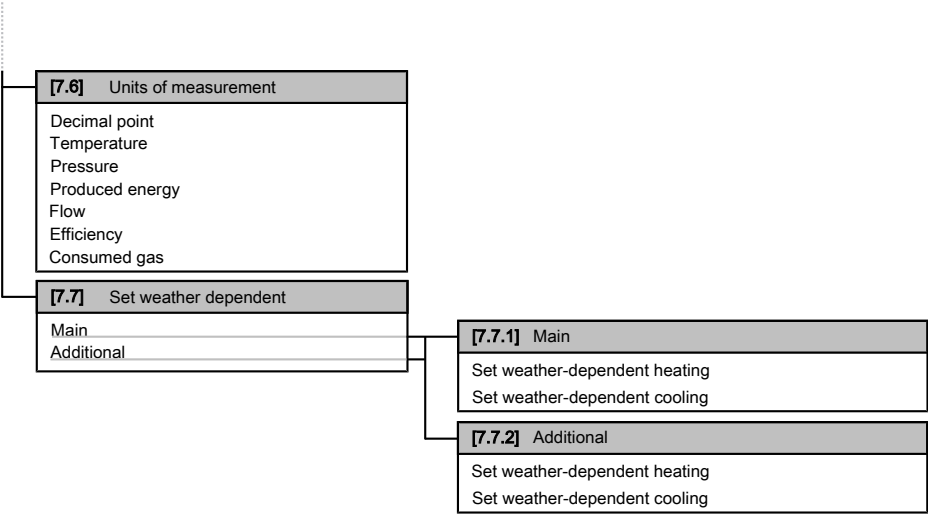 [7.6] Units of measurement
Decimal point
Temperature
Pressure
Produced energy
Flow
Efficiency
Consumed gas
[7.7] Set weather dependent
Main
Additional
[7.7.1] Main
Set weather-dependent heating
Set weather-dependent cooling
[7.7.2] Additional
Set weather-dependent heating
Set weather-dependent cooling